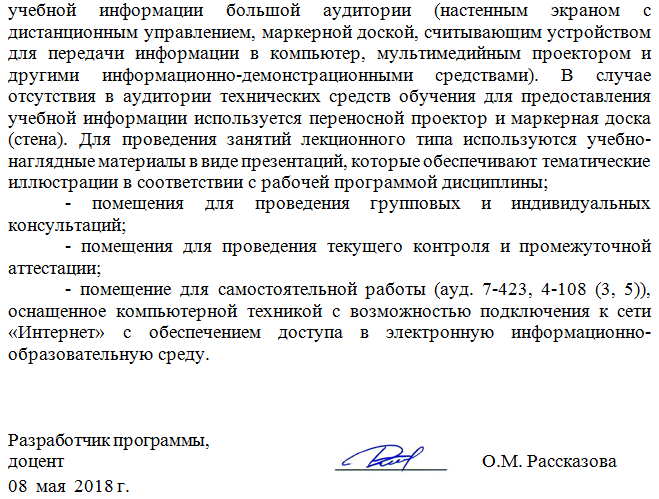 учебной информации большой аудитории (настенным экраном с
дистанционным управлением, маркерной доской, считывающим устройством
для передачи информации в компьютер, мультимедийным проектором и
другими информационно-демонстрационными средствами). В случае
отсутствия в аудитории технических средств обучения для предоставления
учебной информации используется переносной проектор и маркерная доска
(стена). Для проведения занятий лекционного типа используются учебно-
наглядные материалы в виде презентаций, которые обеспечивают тематические
иллюстрации в соответствии с рабочей программой дисциплины;
- помещения для проведения групповых и индивидуальных
консультаций;
- помещения для проведения текущего контроля и промежуточной
аттестации;
- помещение для самостоятельной работы (ауд. 7-423, 4-108 (3, 5)),
оснащенное компьютерной техникой с возможностью подключения к сети
«Интернет» с обеспечением доступа в электронную информационно-
образовательную среду.
Разработчик программы,
доцент О.М. Рассказова
08 мая 2018 г.